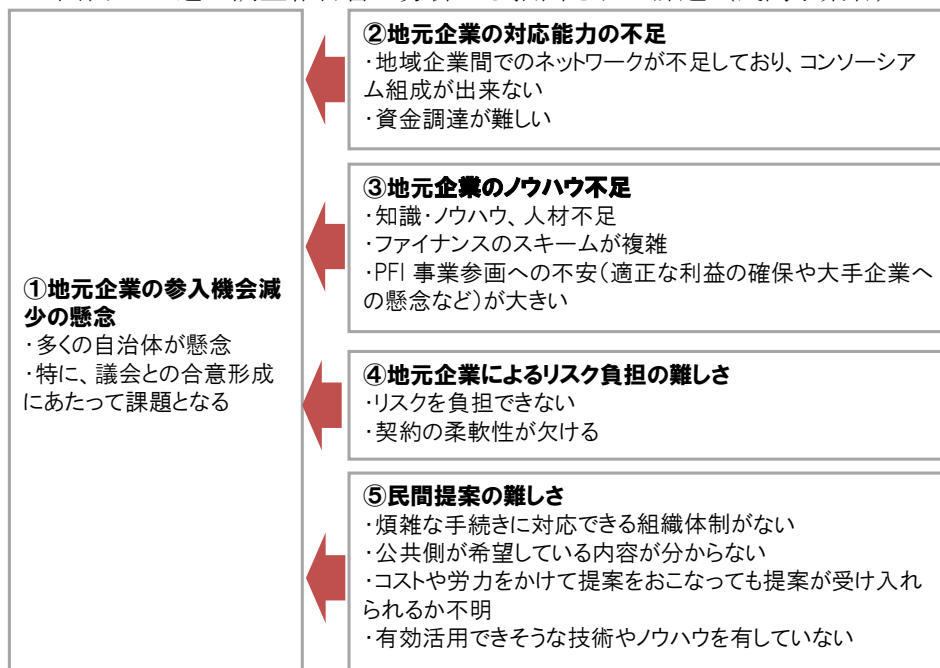 ①地元企業の参入機会減
少の懸念
・多くの自治体が懸念
・特に、議会との合意形成
にあたって課題となる
②地元企業の対応能力の不足
・地域企業間でのネットワークが不足しており、コンソーシア
ム組成が出来ない
・資金調達が難しい
③地元企業のノウハウ不足
・知識・ノウハウ、人材不足
・ファイナンスのスキームが複雑
・PFI 事業参画への不安(適正な利益の確保や大手企業へ
の懸念など)が大きい
④地元企業によるリスク負担の難しさ
・リスクを負担できない
・契約の柔軟性が欠ける
⑤民間提案の難しさ
・煩雑な手続きに対応できる組織体制がない
・公共側が希望している内容が分からない
・コストや労力をかけて提案をおこなっても提案が受け入れ
られるか不明
・有効活用できそうな技術やノウハウを有していない